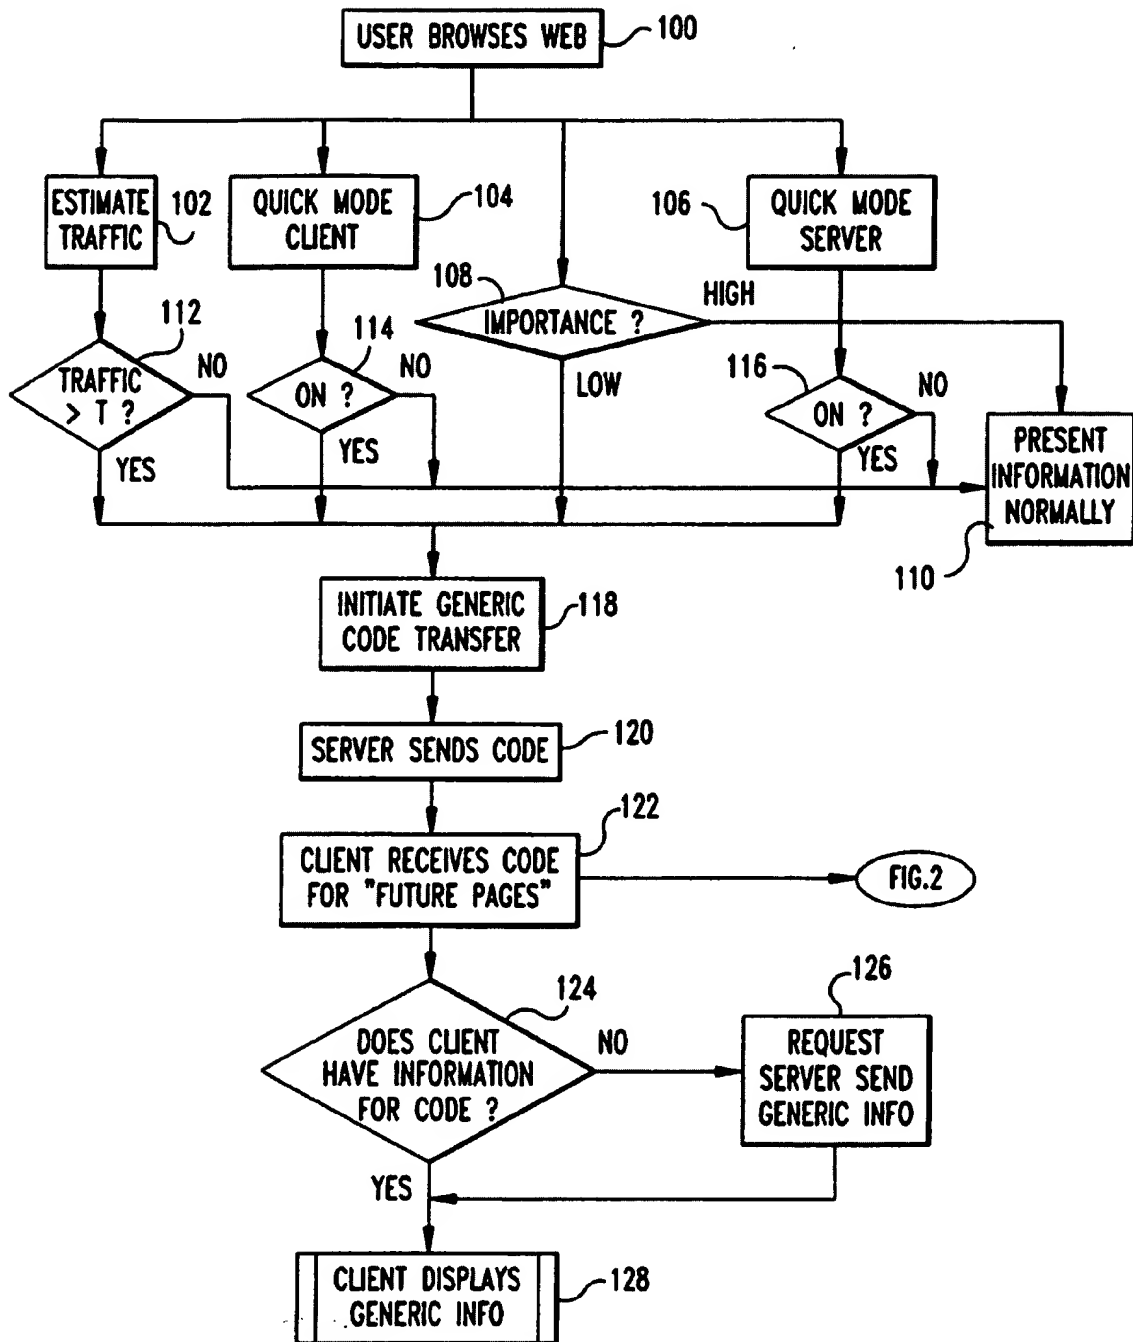 USER BROWSES WEB
100
ESTIMATE
TRAFFIC
102
QUICK MODE
CLIENT
104
106
QUICK MODE
SERVER
108
IMPORTANCE ?
HIGH
LOW
112
TRAFFIC
> T ?
NO
YES
114
ON ?
NO
YES
116
ON ?
NO
YES
PRESENT
INFORMATION
NORMALLY
110
INITIATE GENERIC
CODE TRANSFER
118
SERVER SENDS CODE
120
122
CLIENT RECEIVES CODE
FOR "FUTURE PAGES"
FIG.2
124
DOES CLIENT
HAVE INFORMATION
FOR CODE ?
NO
YES
126
REQUEST
SERVER SEND
GENERIC INFO
CLIENT DISPLAYS
GENERIC INFO
128